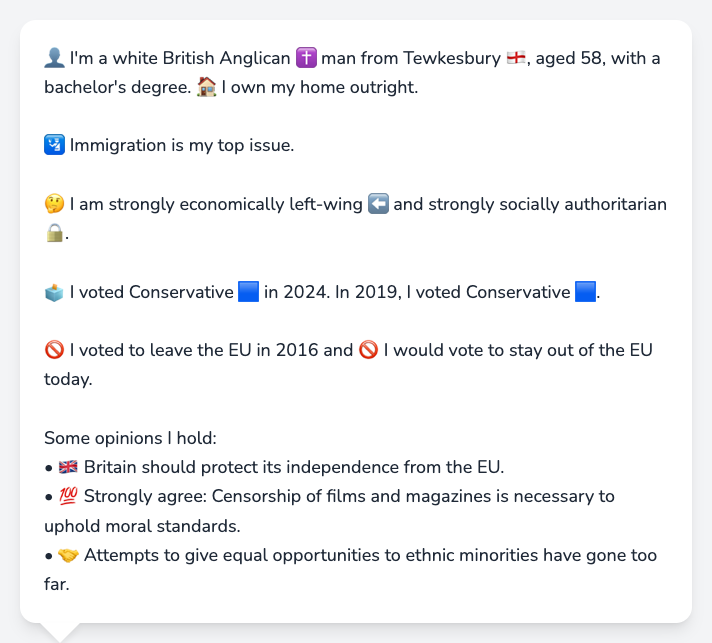 👤 I'm a white British Anglican ✝️ man from Tewkesbury 🏴󠁧󠁢󠁥󠁮󠁧󠁿, aged 58, with a
bachelor's degree. 🏠 I own my home outright.
🛂 Immigration is my top issue.
🤔 I am strongly economically left-wing ⬅️ and strongly socially authoritarian
🔒.
🗳️ I voted Conservative 🟦 in 2024. In 2019, I voted Conservative 🟦.
🚫 I voted to leave the EU in 2016 and 🚫 I would vote to stay out of the EU
today.
Some opinions I hold:
• 🇬🇧 Britain should protect its independence from the EU.
• 💯 Strongly agree: Censorship of films and magazines is necessary to
uphold moral standards.
• 🤝 Attempts to give equal opportunities to ethnic minorities have gone too
far.